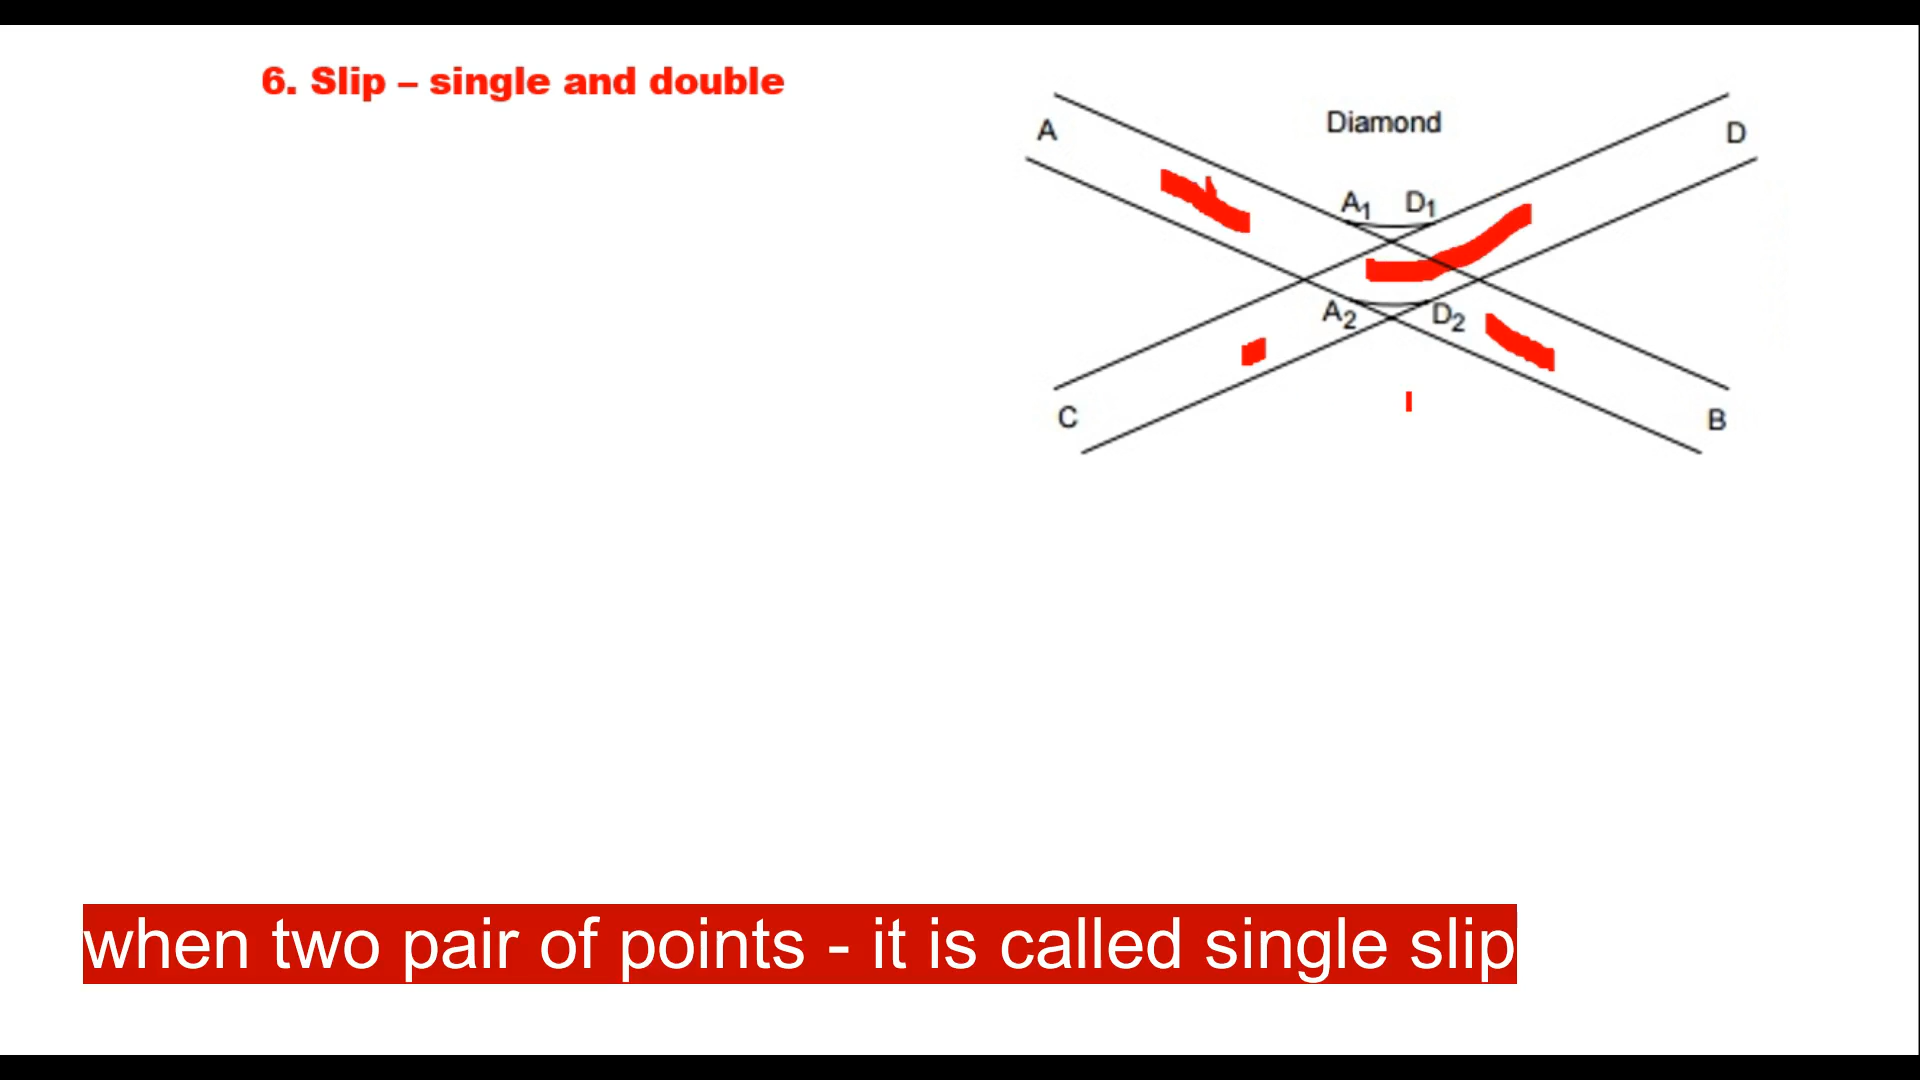 6. Slip – single and double
Diamond
A
D
A1 D1
A2 D2
C
B
when two pair of points - it is called single slip